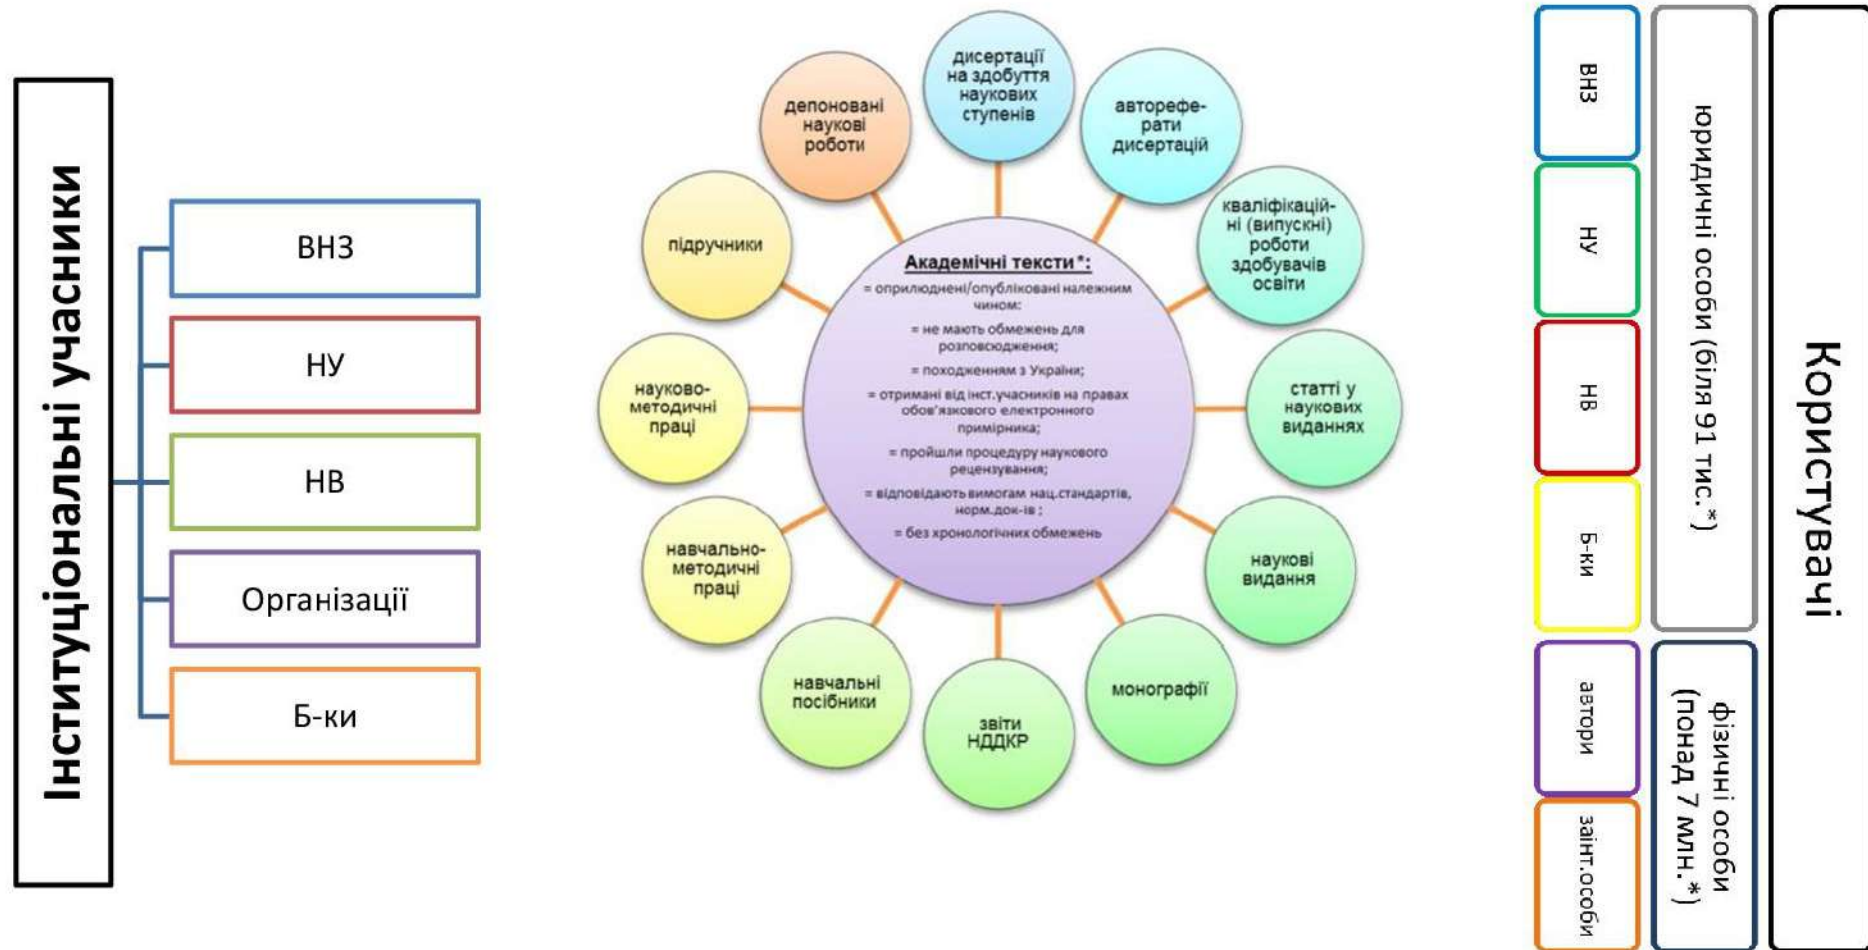 Інституціональні учасники
ВНЗ
НУ
НВ
Організації
Б-ки
дисертації
на здобуття
наукових
ступенів
авторефе-
рати
дисертацій
кваліфікацій-
ні (випускні)
роботи
здобувачів
освіти
статті у
наукових
виданнях
наукові
видання
монографії
звіти
НДДКР
навчальні
посібники
навчально-
методичні
праці
науково-
методичні
праці
підручники
депоновані
наукові
роботи
Академічні тексти*:
= оприлюднені/опубліковані належним
чином:
= не мають обмежень для
розповсюдження;
= походженням з України;
= отримані від інст.учасників на правах
обов'язкового електронного
примірника;
= пройшли процедуру наукового
рецензування;
= відповідають вимогам нац.стандартів,
норм.док-ів ;
= без хронологічних обмежень
ВНЗ
НУ
НВ
Б-ки
автори
заінт.особи
юридичні особи (біля 91 тис.*)
фізичні особи
(понад 7 млн.*)
Користувачі